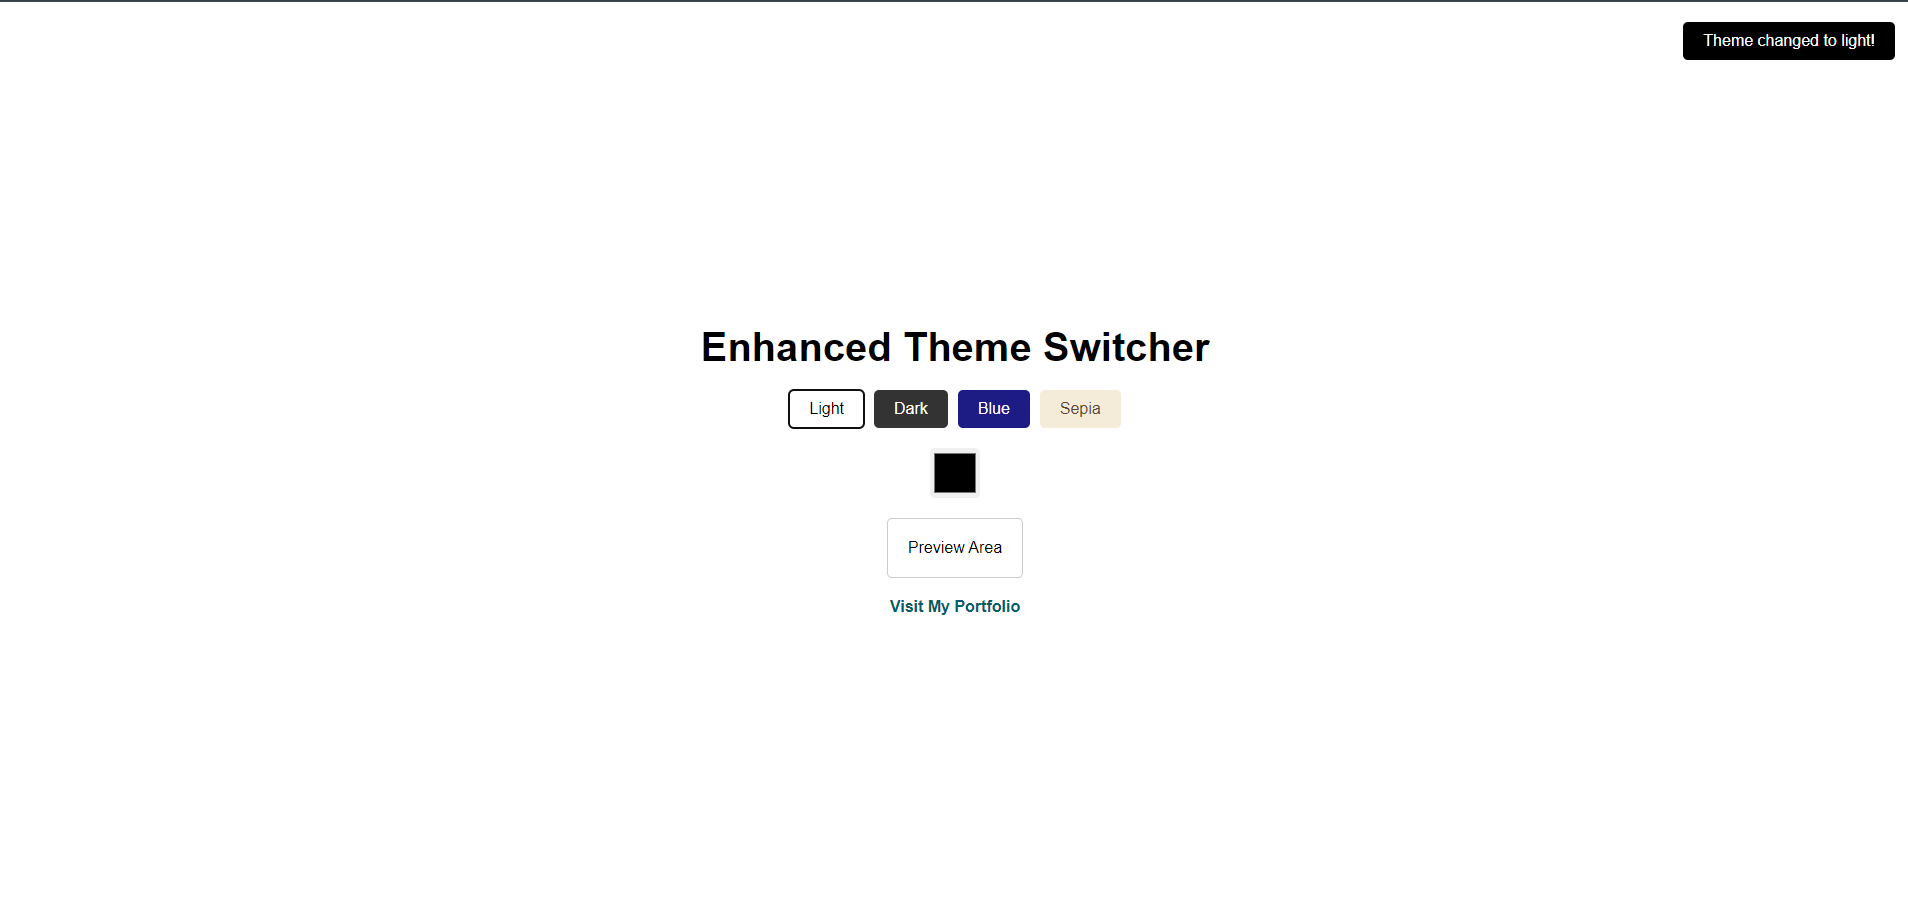 Theme changed to light!
Enhanced Theme Switcher
Light Dark Blue Sepia
Preview Area
Visit My Portfolio